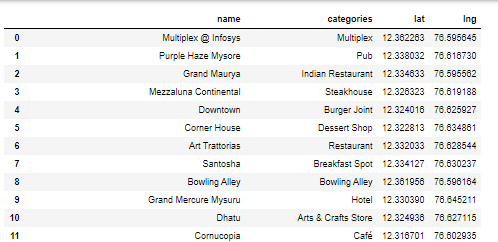 name categories lat lng
0 Multiplex @ Infosys Multiplex 12.362263 76.595645
1 Purple Haze Mysore Pub 12.338032 76.616730
2 Grand Maurya Indian Restaurant 12.334633 76.595562
3 Mezzaluna Continental Steakhouse 12.326323 76.619188
4 Downtown Burger Joint 12.324016 76.625927
5 Corner House Dessert Shop 12.322813 76.634861
6 Art Trattorias Restaurant 12.332033 76.628544
7 Santosha Breakfast Spot 12.334127 76.630237
8 Bowling Alley Bowling Alley 12.361956 76.596164
9 Grand Mercure Mysuru Hotel 12.330390 76.645211
10 Dhatu Arts & Crafts Store 12.324936 76.627115
11 Cornucopia Café 12.316701 76.602935